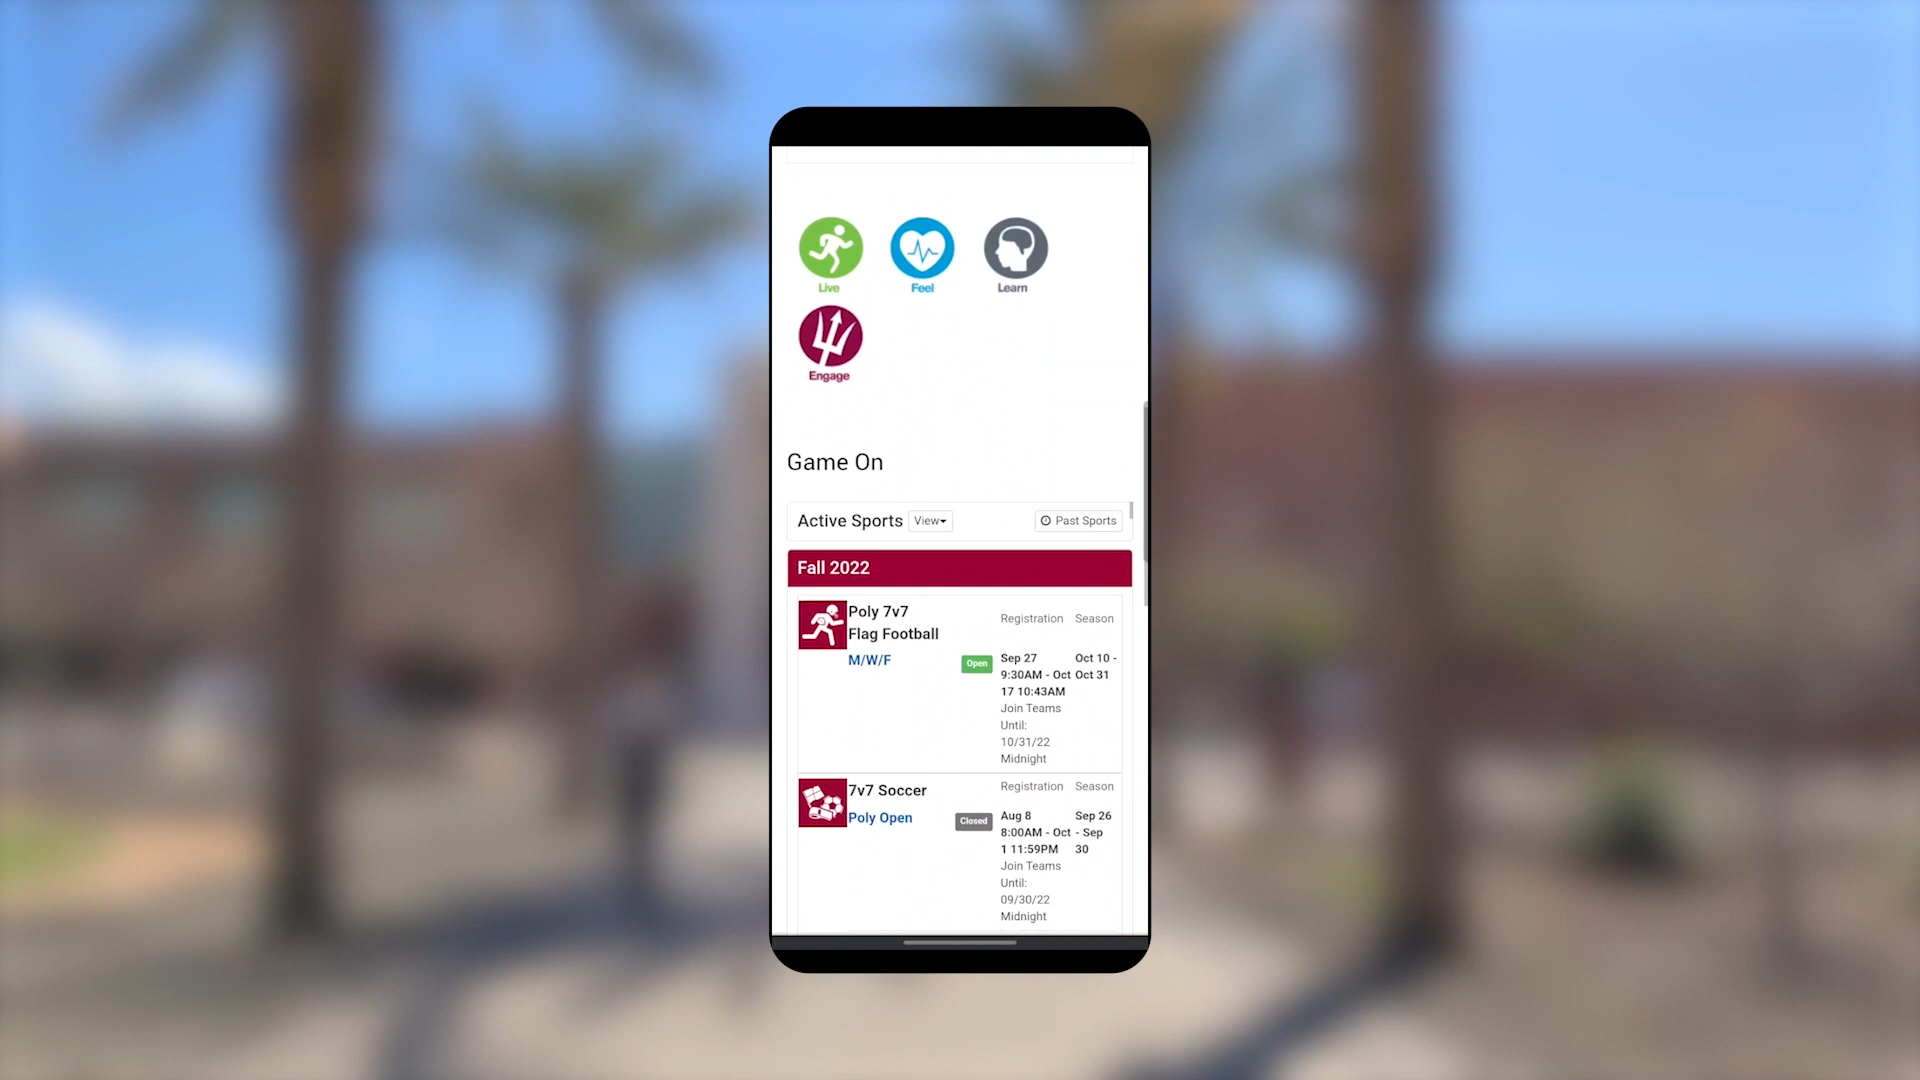 Live
Feel
Learn
Engage
Game On
Active Sports
View
Past Sports
Fall 2022
Poly 7v7
Flag Football
M/W/F
Open
Registration
Season
Sep 27
9:30AM - Oct
17 10:43AM
Join Teams
Until:
10/31/22
Midnight
Oct 10 -
Oct 31
7v7 Soccer
Poly Open
Closed
Registration
Season
Aug 8
8:00AM - Oct
1 11:59PM
Join Teams
Until:
09/30/22
Midnight
Sep 26
- Sep
30